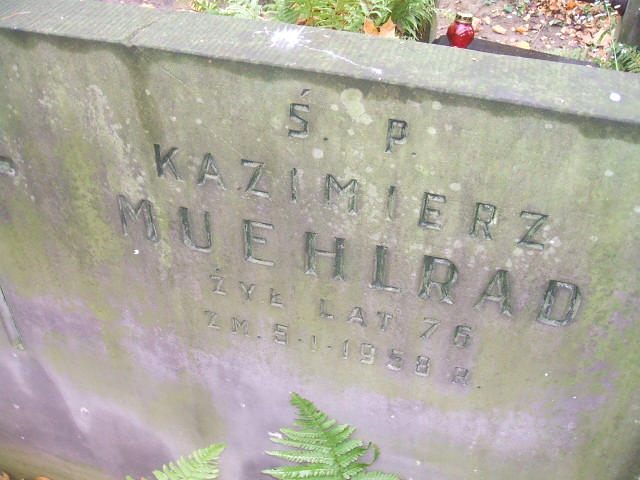 Ś. P.
KAZIMIERZ
MUEHLRAD
ŻYŁ LAT 76
ZM. 5.I.1958 R.